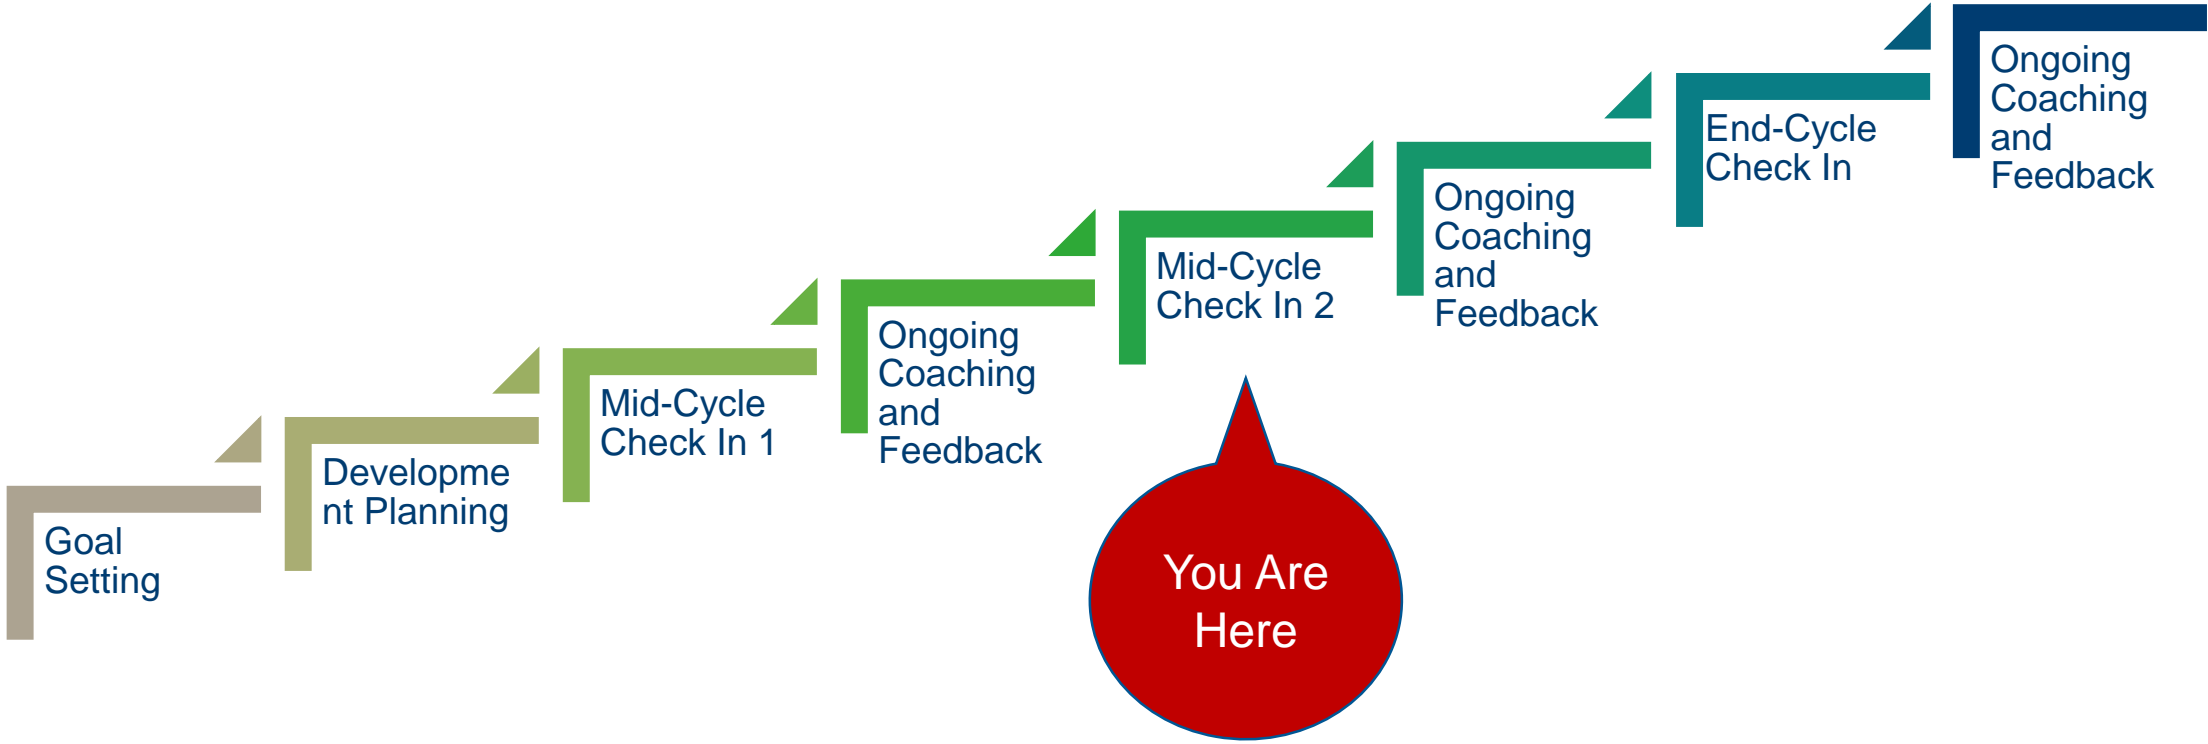 Goal
Setting
Developme
nt Planning
Mid-Cycle
Check In 1
Ongoing
Coaching
and
Feedback
Mid-Cycle
Check In 2
Ongoing
Coaching
and
Feedback
End-Cycle
Check In
Ongoing
Coaching
and
Feedback
You Are
Here